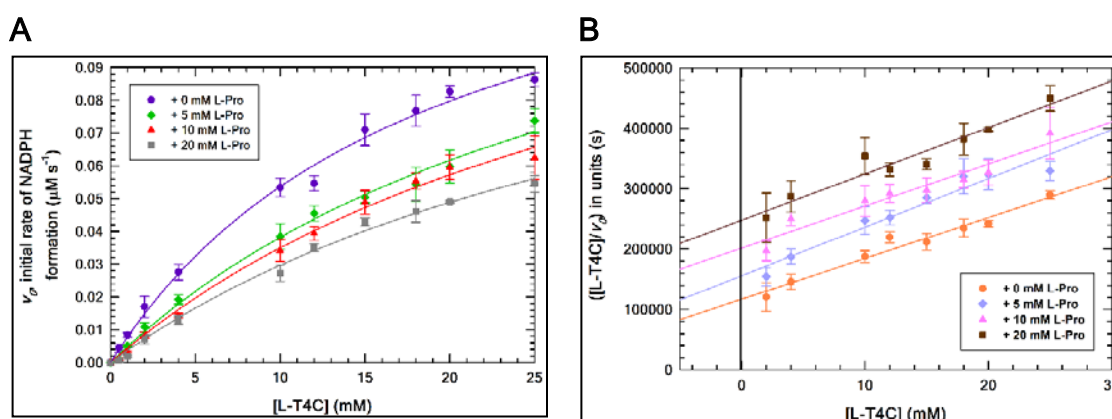 A
B
0.09
0.08
0.07
0.06
0.05
0.04
0.03
0.02
0.01
0.00
v₀, initial rate of NADPH
formation (μM s⁻¹)
+ 0 mM L-Pro
+ 5 mM L-Pro
+ 10 mM L-Pro
+ 20 mM L-Pro
0 5 10 15 20 25
[L-T4C] (mM)
500000
400000
300000
200000
100000
0
([L-T4C]/v₀) in units (s)
+ 0 mM L-Pro
+ 5 mM L-Pro
+ 10 mM L-Pro
+ 20 mM L-Pro
0 10 20 3
[L-T4C] (mM)